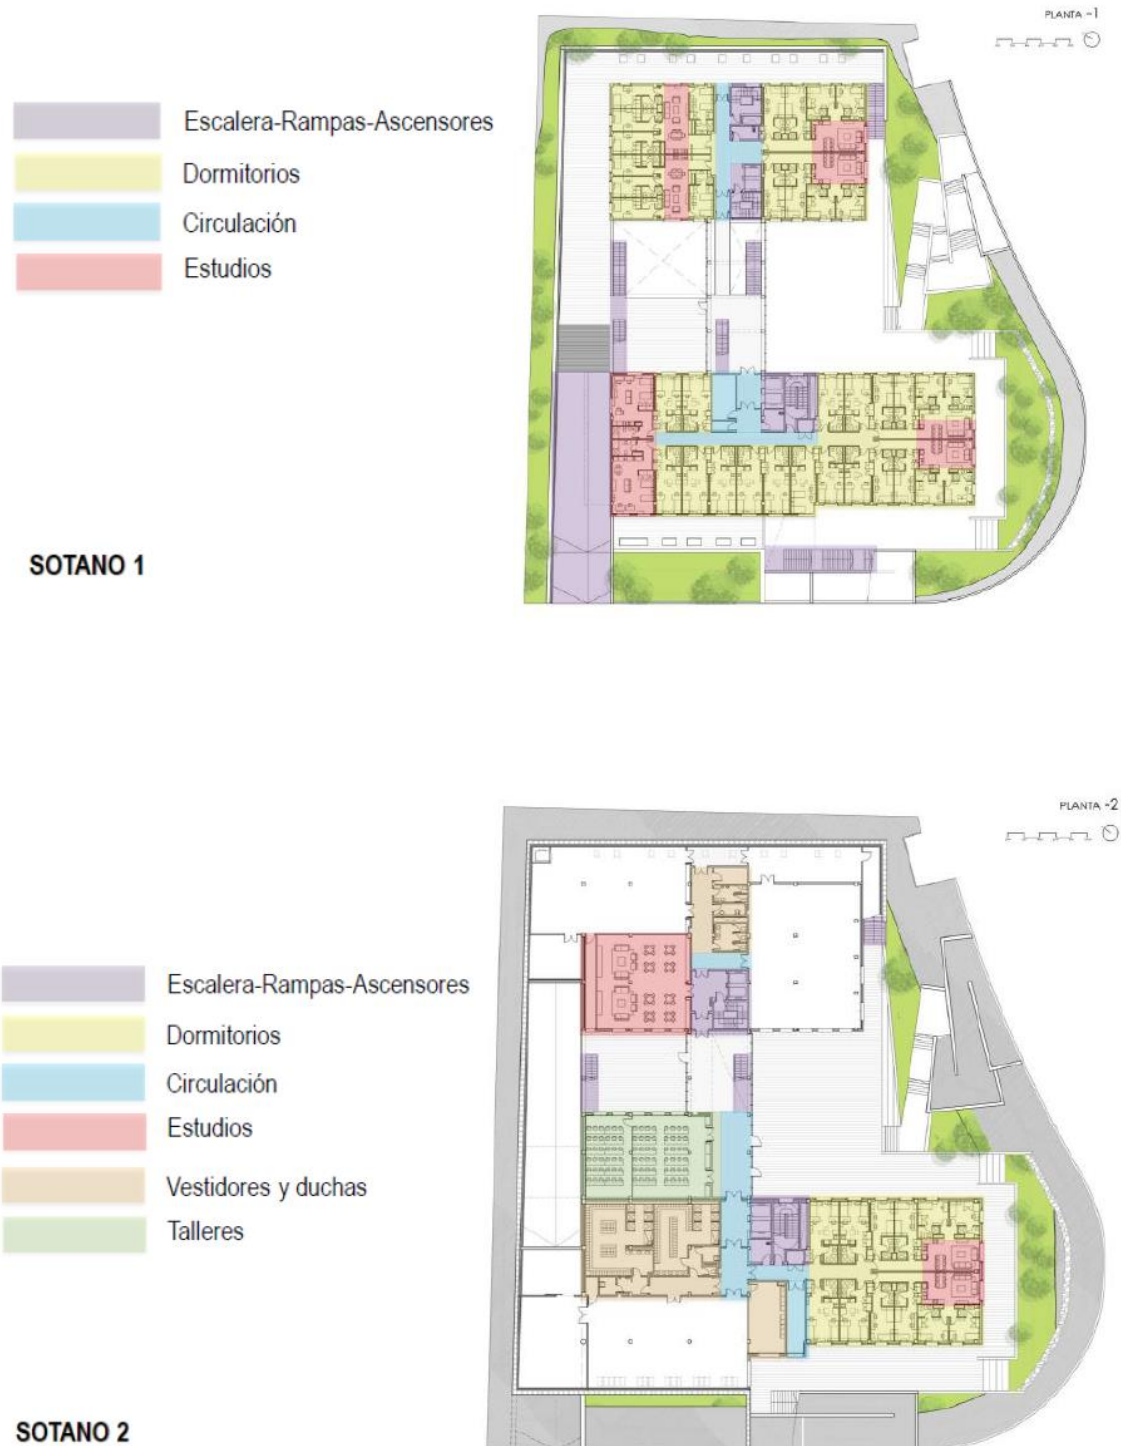 PLANTA -1
Escalera-Rampas-Ascensores
Dormitorios
Circulación
Estudios
SOTANO 1
PLANTA -2
Escalera-Rampas-Ascensores
Dormitorios
Circulación
Estudios
Vestidores y duchas
Talleres
SOTANO 2